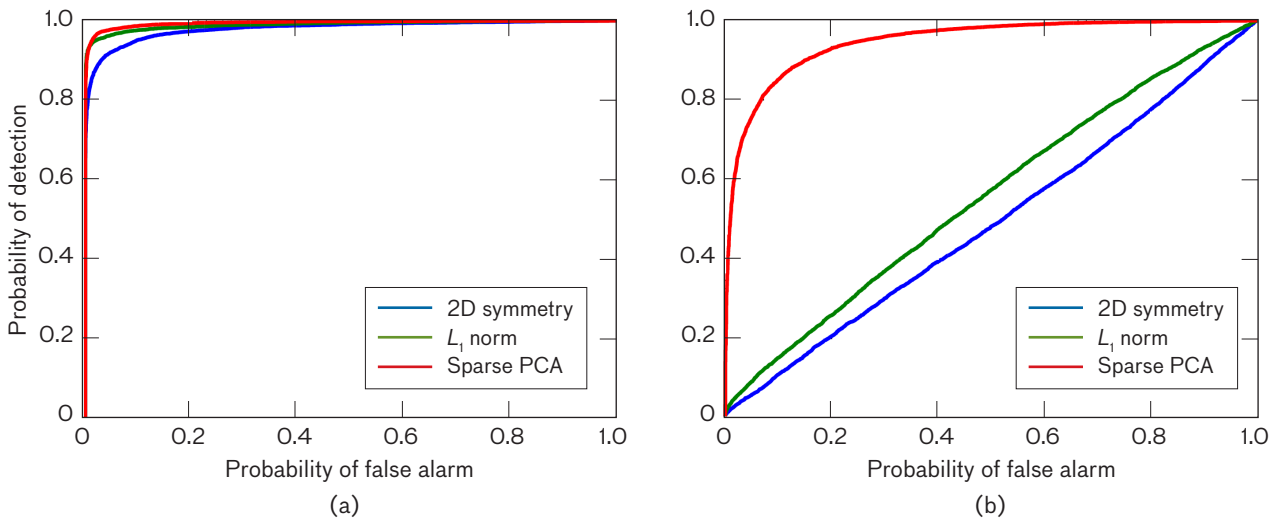 1.0
0.8
0.6
0.4
0.2
0
Probability of detection
0 0.2 0.4 0.6 0.8 1.0
Probability of false alarm
2D symmetry
L₁ norm
Sparse PCA
(a)
1.0
0.8
0.6
0.4
0.2
0
0 0.2 0.4 0.6 0.8 1.0
Probability of false alarm
2D symmetry
L₁ norm
Sparse PCA
(b)